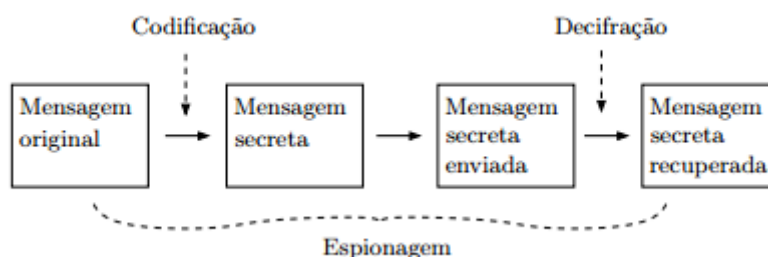 Codificação
Decifração
Mensagem
original
Mensagem
secreta
Mensagem
secreta
enviada
Mensagem
secreta
recuperada
Espionagem